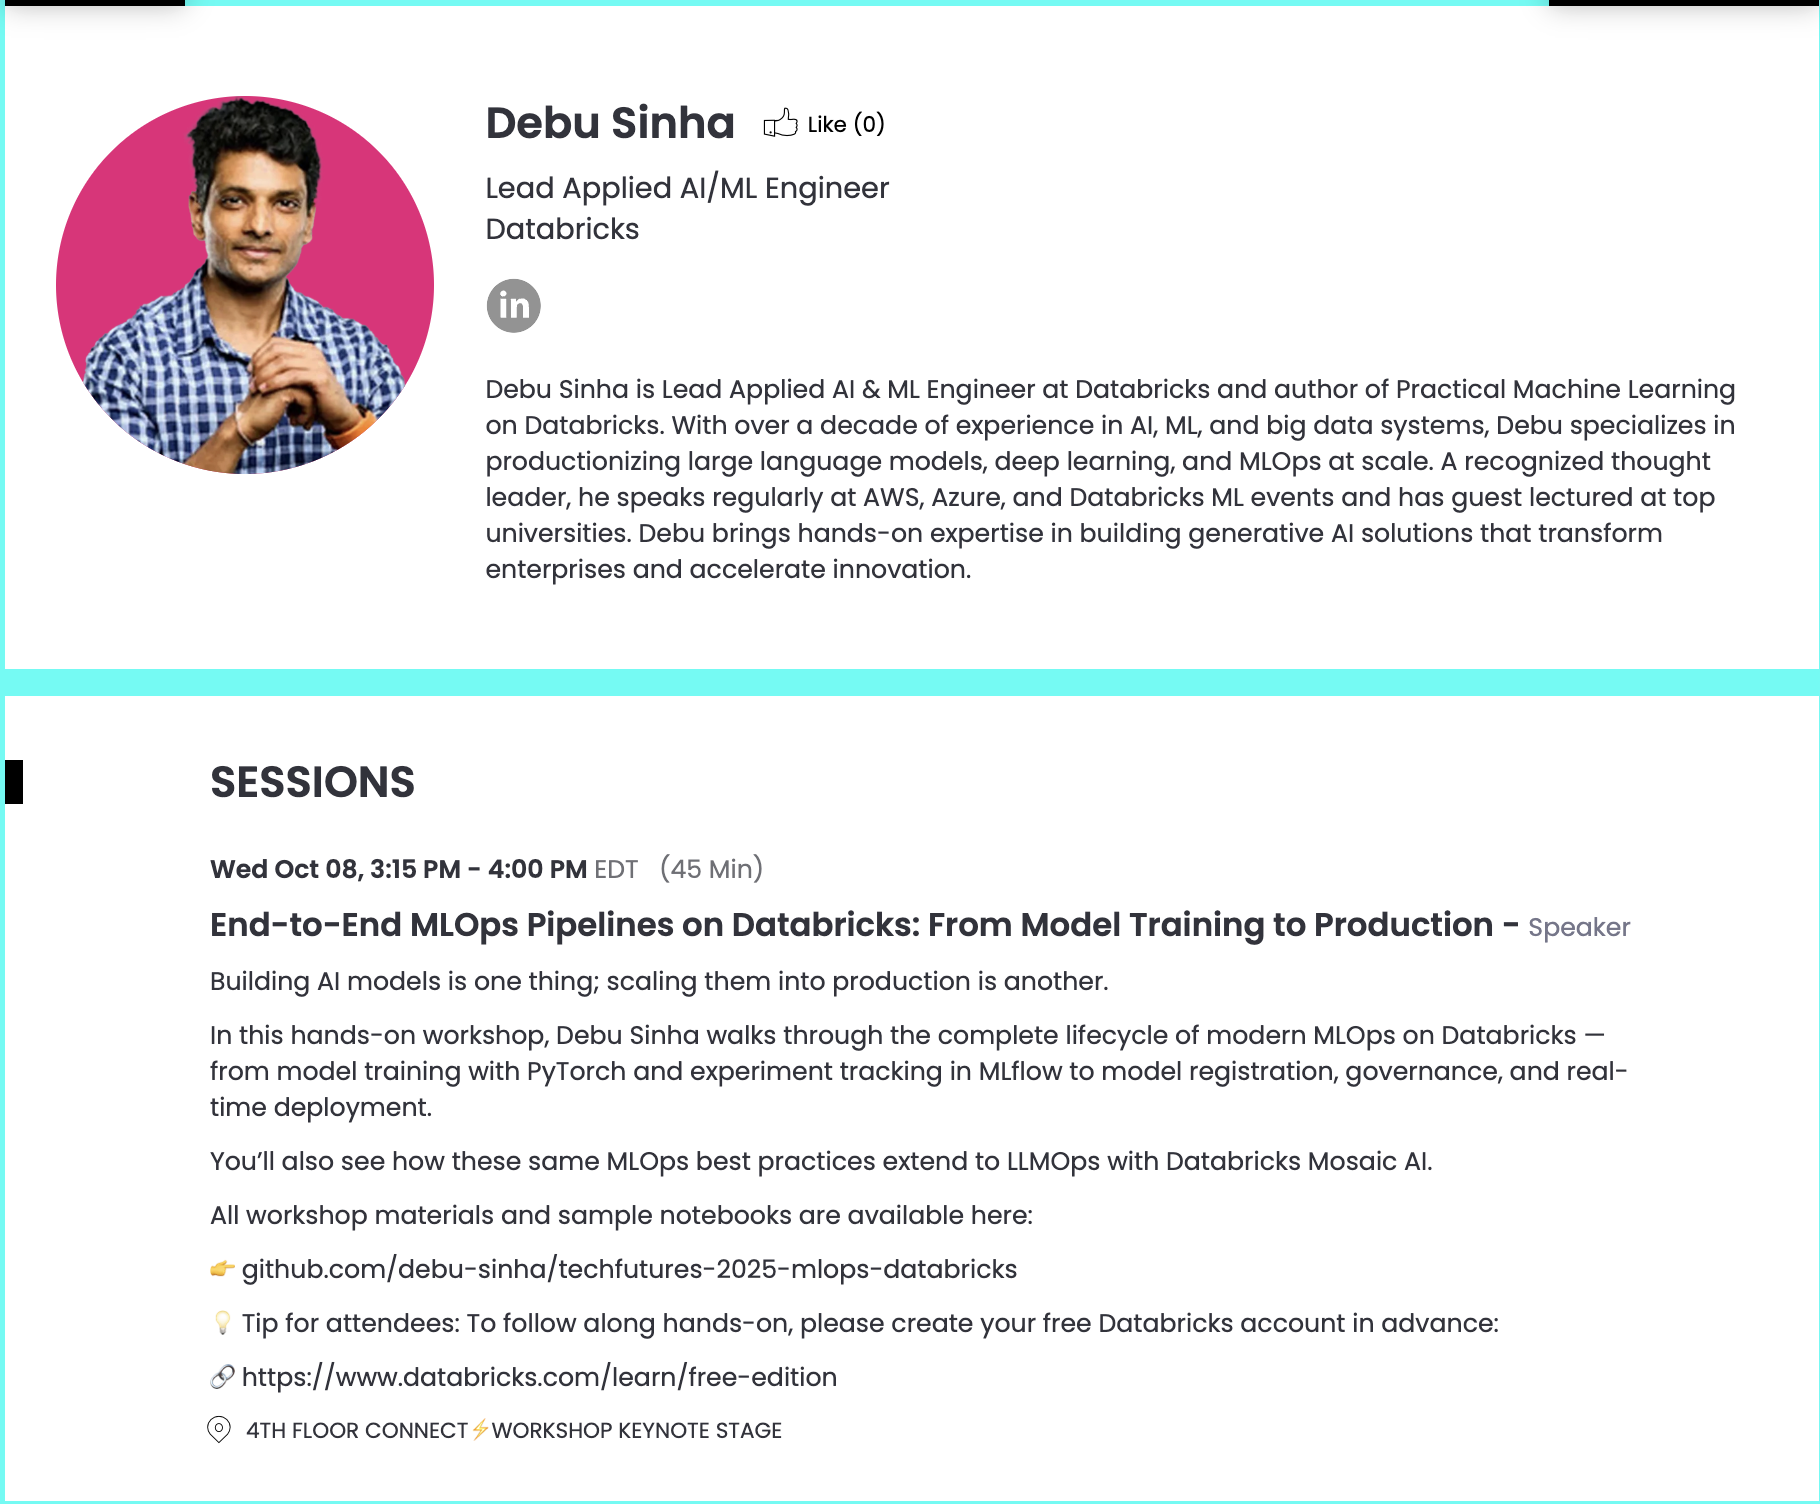 Debu Sinha Like (0)
Lead Applied AI/ML Engineer
Databricks
in
Debu Sinha is Lead Applied AI & ML Engineer at Databricks and author of Practical Machine Learning
on Databricks. With over a decade of experience in AI, ML, and big data systems, Debu specializes in
productionizing large language models, deep learning, and MLOps at scale. A recognized thought
leader, he speaks regularly at AWS, Azure, and Databricks ML events and has guest lectured at top
universities. Debu brings hands-on expertise in building generative AI solutions that transform
enterprises and accelerate innovation.
SESSIONS
Wed Oct 08, 3:15 PM - 4:00 PM EDT (45 Min)
End-to-End MLOps Pipelines on Databricks: From Model Training to Production - Speaker
Building AI models is one thing; scaling them into production is another.
In this hands-on workshop, Debu Sinha walks through the complete lifecycle of modern MLOps on Databricks —
from model training with PyTorch and experiment tracking in MLflow to model registration, governance, and real-
time deployment.
You’ll also see how these same MLOps best practices extend to LLMOps with Databricks Mosaic AI.
All workshop materials and sample notebooks are available here:
👉 github.com/debu-sinha/techfutures-2025-mlops-databricks
💡 Tip for attendees: To follow along hands-on, please create your free Databricks account in advance:
🔗 https://www.databricks.com/learn/free-edition
4TH FLOOR CONNECT⚡WORKSHOP KEYNOTE STAGE